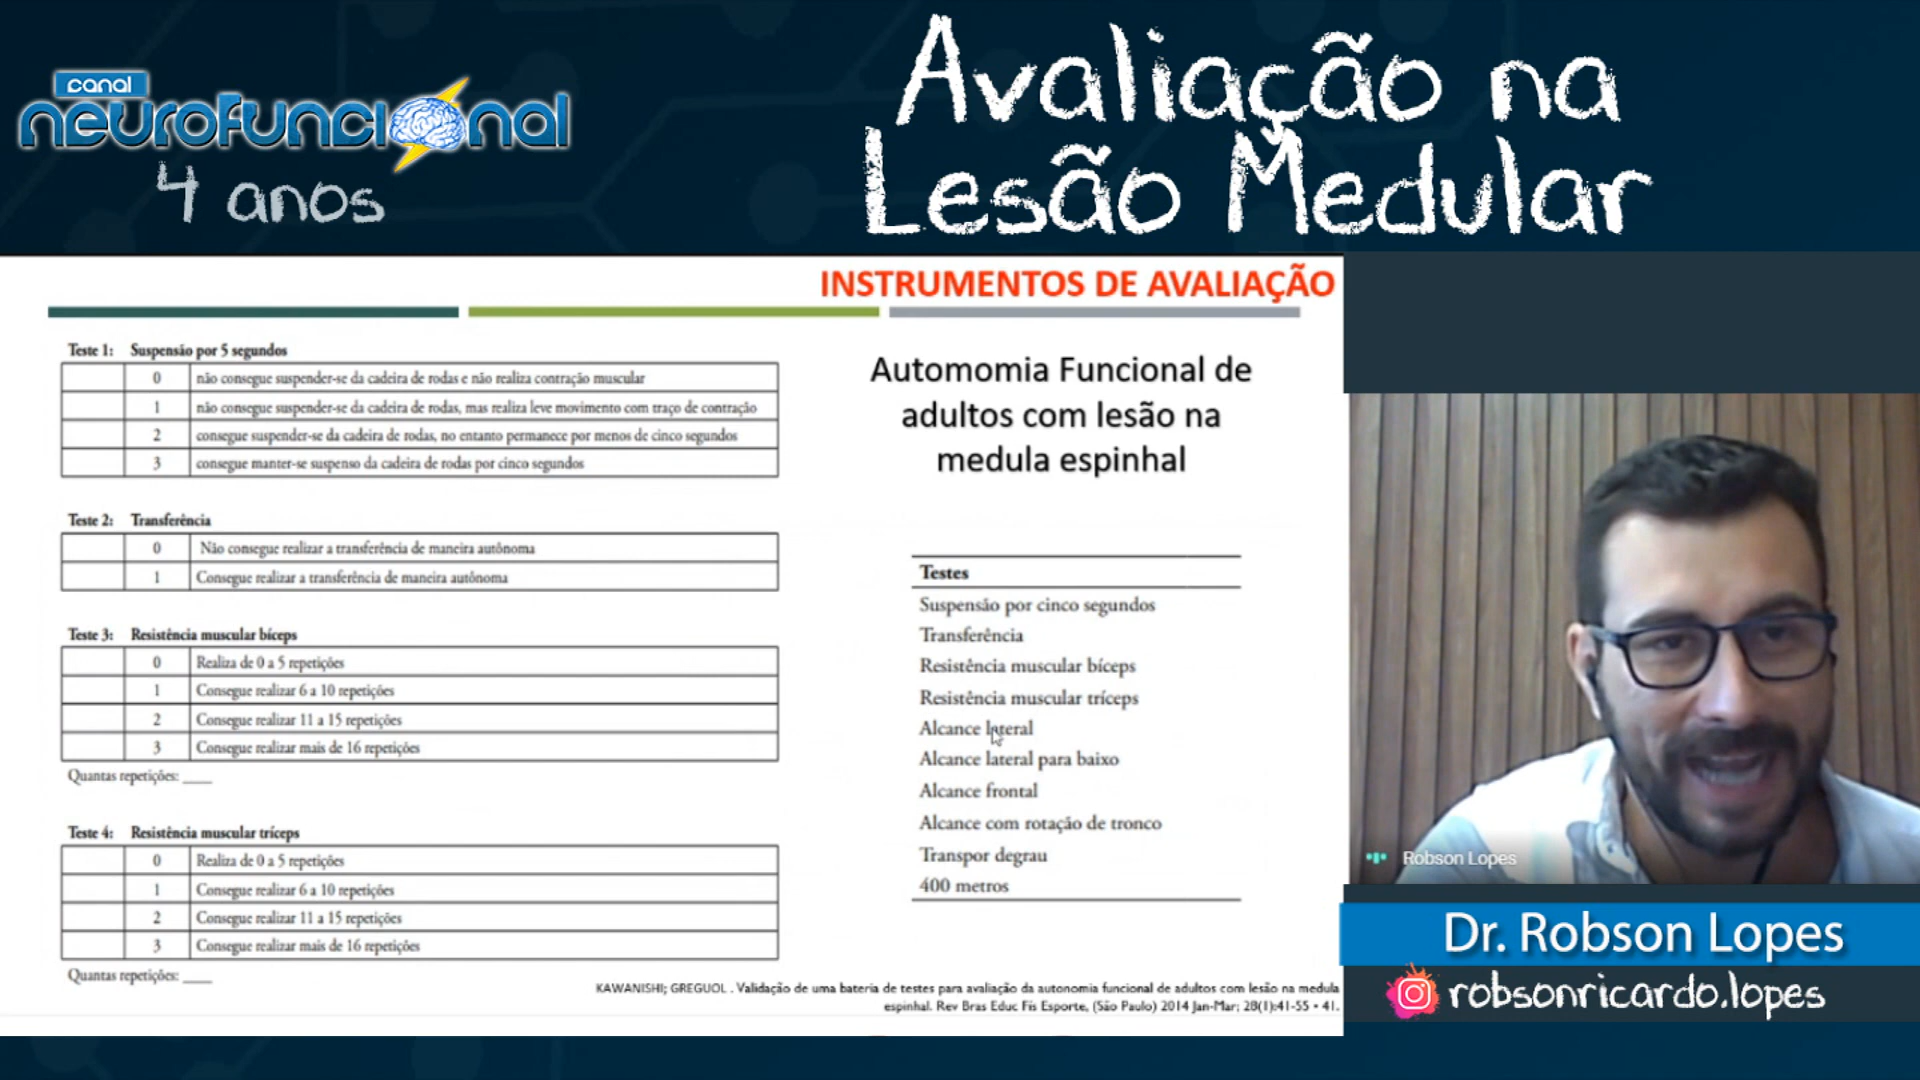 canal
neurofuncional
4 anos
Avaliação na
Lesão Medular
INSTRUMENTOS DE AVALIAÇÃO
Teste 1: Suspensão por 5 segundos
0 não consegue suspender-se da cadeira de rodas e não realiza contração muscular
1 não consegue suspender-se da cadeira de rodas, mas realiza leve movimento com traço de contração
2 consegue suspender-se da cadeira de rodas, no entanto permanece por menos de cinco segundos
3 consegue manter-se suspenso da cadeira de rodas por cinco segundos
Teste 2: Transferência
0 Não consegue realizar a transferência de maneira autônoma
1 Consegue realizar a transferência de maneira autônoma
Teste 3: Resistência muscular bíceps
0 Realiza de 0 a 5 repetições
1 Consegue realizar 6 a 10 repetições
2 Consegue realizar 11 a 15 repetições
3 Consegue realizar mais de 16 repetições
Quantas repetições: ____
Teste 4: Resistência muscular tríceps
0 Realiza de 0 a 5 repetições
1 Consegue realizar 6 a 10 repetições
2 Consegue realizar 11 a 15 repetições
3 Consegue realizar mais de 16 repetições
Quantas repetições: ____
Automomia Funcional de
adultos com lesão na
medula espinhal
Testes
Suspensão por cinco segundos
Transferência
Resistência muscular bíceps
Resistência muscular tríceps
Alcance lateral
Alcance lateral para baixo
Alcance frontal
Alcance com rotação de tronco
Transpor degrau
400 metros
KAWANISHI; GREGUOL . Validação de uma bateria de testes para avaliação da autonomia funcional de adultos com lesão na medula
espinhal. Rev Bras Educ Fís Esporte, (São Paulo) 2014 Jan-Mar; 28(1):41-55 • 41.
Robson Lopes
Dr. Robson Lopes
robsonricardo.lopes